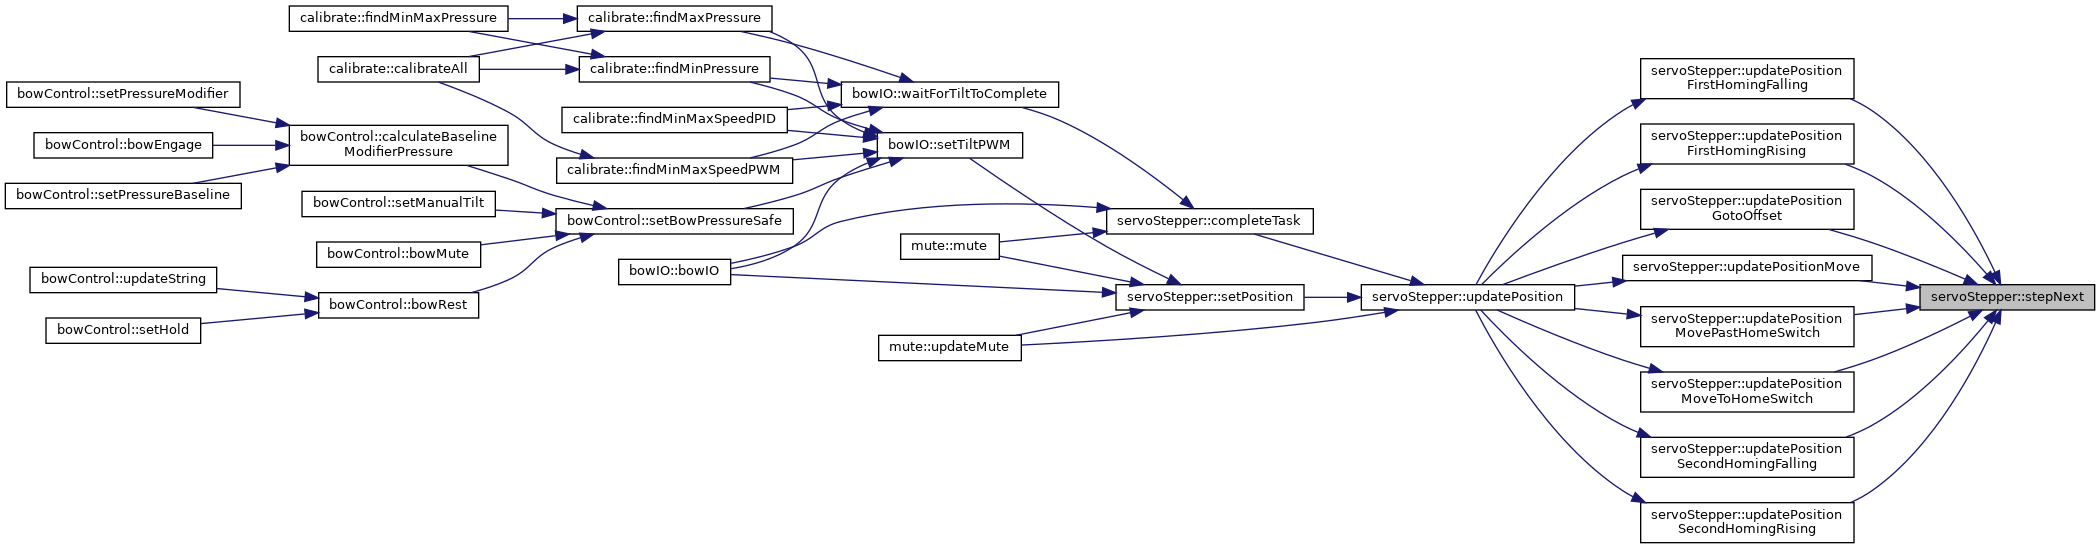 calibrate::findMinMaxPressure
calibrate::findMaxPressure
calibrate::calibrateAll
calibrate::findMinPressure
servoStepper::updatePosition
FirstHomingFalling
bowControl::setPressureModifier
bowIO::waitForTiltToComplete
calibrate::findMinMaxSpeedPID
bowControl::calculateBaseline
ModifierPressure
bowControl::bowEngage
bowIO::setTiltPWM
servoStepper::updatePosition
FirstHomingRising
calibrate::findMinMaxSpeedPWM
bowControl::setPressureBaseline
bowControl::setManualTilt
servoStepper::updatePosition
GotoOffset
bowControl::setBowPressureSafe
servoStepper::completeTask
mute::mute
bowControl::bowMute
bowIO::bowIO
servoStepper::updatePositionMove
bowControl::updateString
bowControl::bowRest
servoStepper::setPosition
servoStepper::updatePosition
servoStepper::stepNext
bowControl::setHold
servoStepper::updatePosition
MovePastHomeSwitch
mute::updateMute
servoStepper::updatePosition
MoveToHomeSwitch
servoStepper::updatePosition
SecondHomingFalling
servoStepper::updatePosition
SecondHomingRising